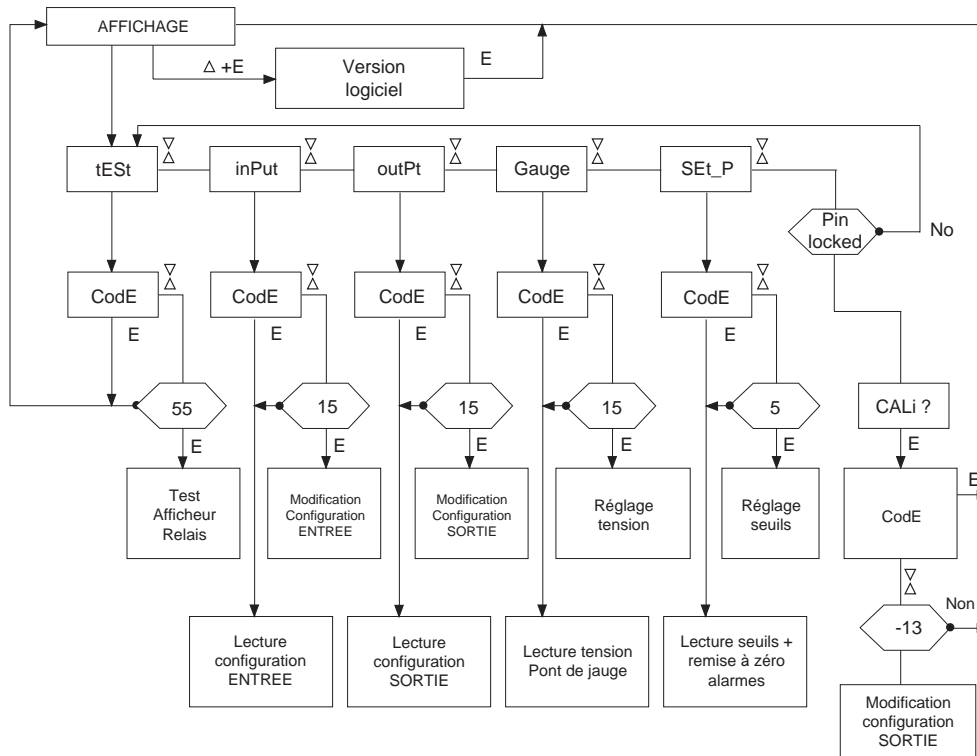 AFFICHAGE
△ +E
Version
logiciel
E
tESt
inPut
outPt
Gauge
SEt_P
Pin
locked
No
CodE
CodE
CodE
CodE
CodE
E
E
E
E
E
55
15
15
15
5
CALi ?
E
E
E
E
E
E
Test
Afficheur
Relais
Modification
Configuration
ENTREE
Modification
Configuration
SORTIE
Réglage
tension
Réglage
seuils
CodE
E
Non
-13
Lecture
configuration
ENTREE
Lecture
configuration
SORTIE
Lecture tension
Pont de jauge
Lecture seuils +
remise à zéro
alarmes
Modification
configuration
SORTIE